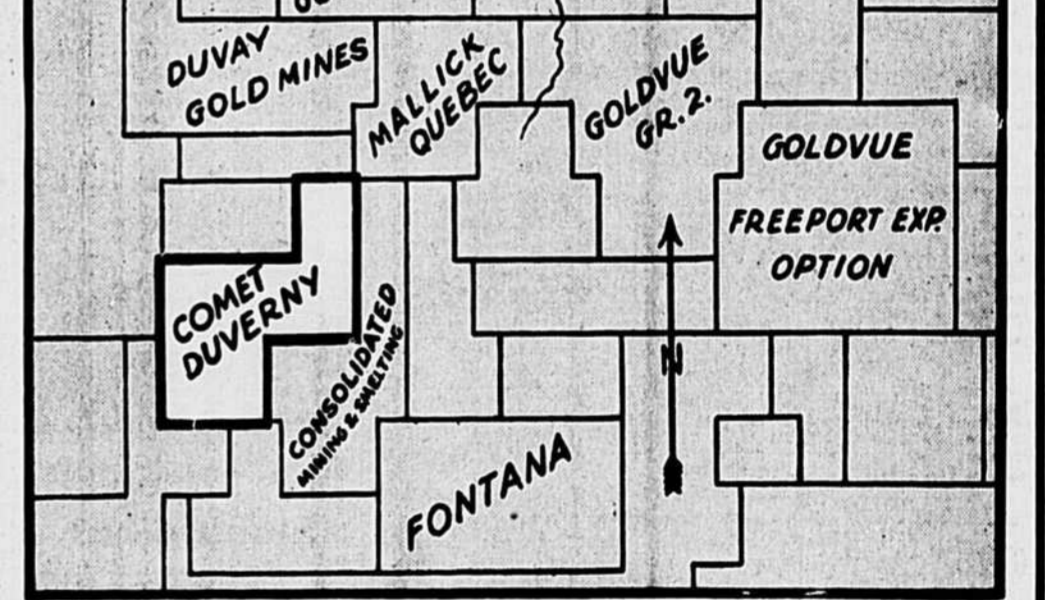 DUVAY
GOLD MINES
MALLICK
QUEBEC
GOLDVUE
GR. 2.
GOLDVUE
FREEPORT EXP.
OPTION
COMET
DUVERNY
CONSOLIDATED
MINING & SMELTING
N
FONTANA